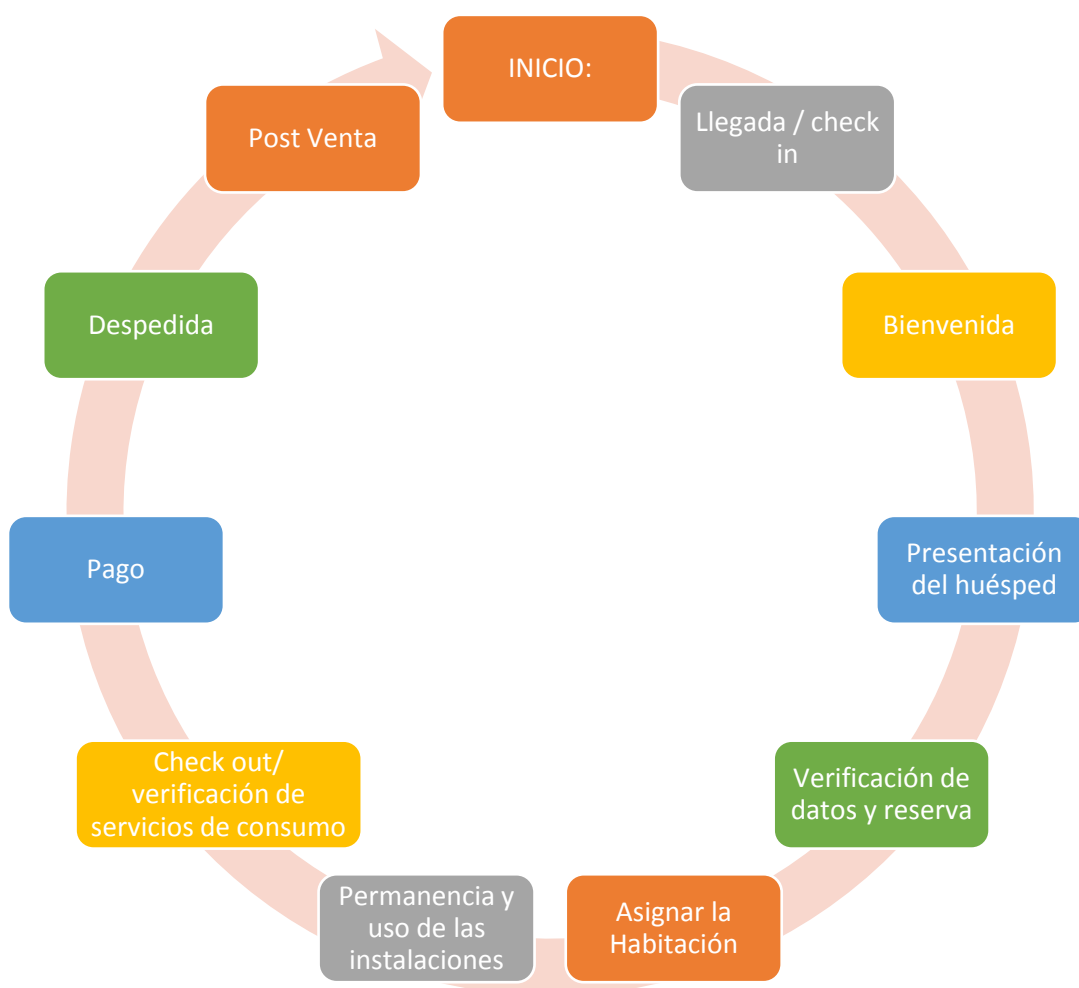 INICIO:
Llegada / check
in
Bienvenida
Presentación
del huésped
Verificación de
datos y reserva
Asignar la
Habitación
Permanencia y
uso de las
instalaciones
Check out/
verificación de
servicios de consumo
Pago
Despedida
Post Venta